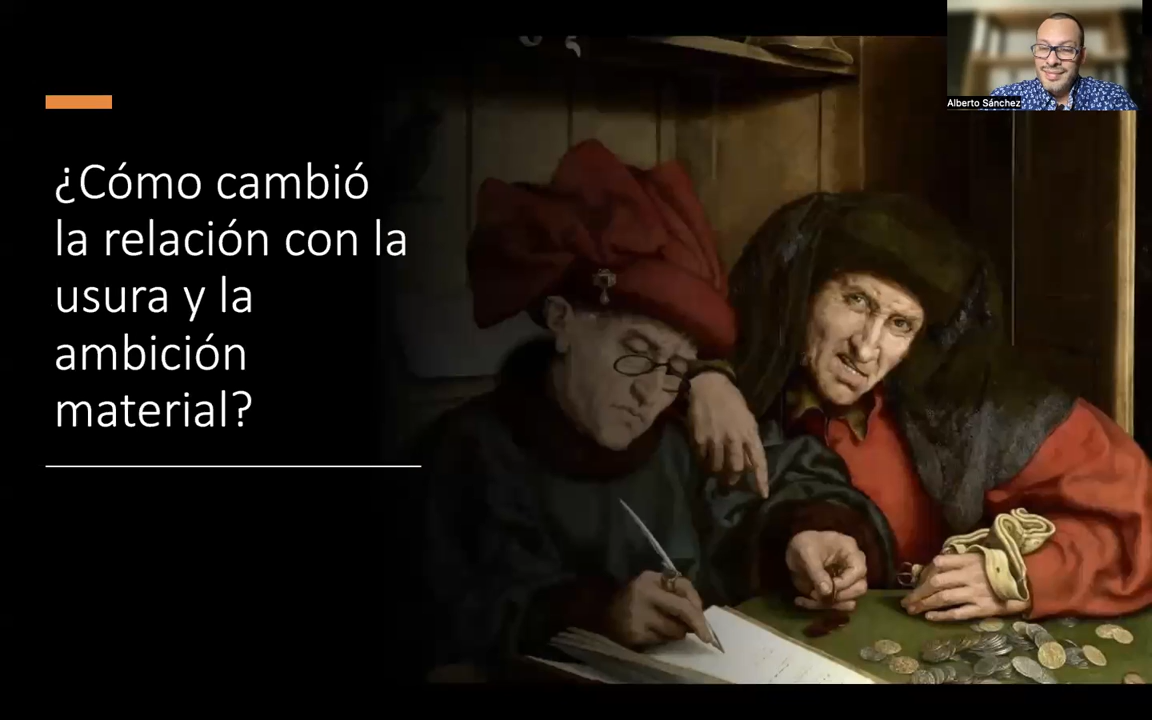 Alberto Sánchez
¿Cómo cambió
la relación con la
usura y la
ambición
material?